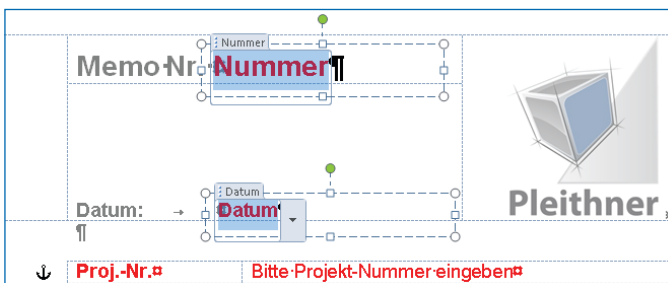 Nummer
Memo·Nr.·Nummer¶
Datum
Datum: → Datum¶
¶
Pleithner
Proj.-Nr.¤ Bitte·Projekt-Nummer·eingeben¤